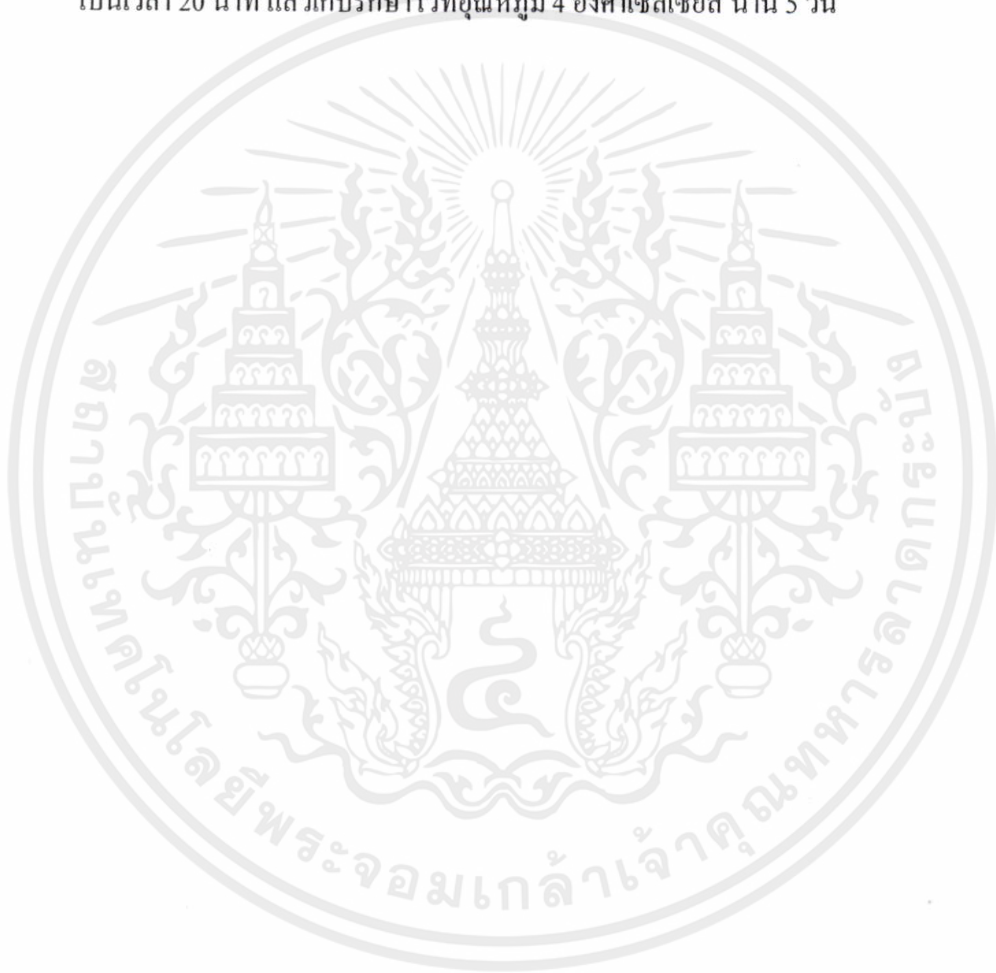 เป็นเวลา 20 นาที แล้วเก็บรักษาไว้ที่อุณหภูมิ 4 องศาเซลเซียส นาน 5 วัน
สถาบันเทคโนโลยีพระจอมเกล้าเจ้าคุณทหารลาดกระบัง